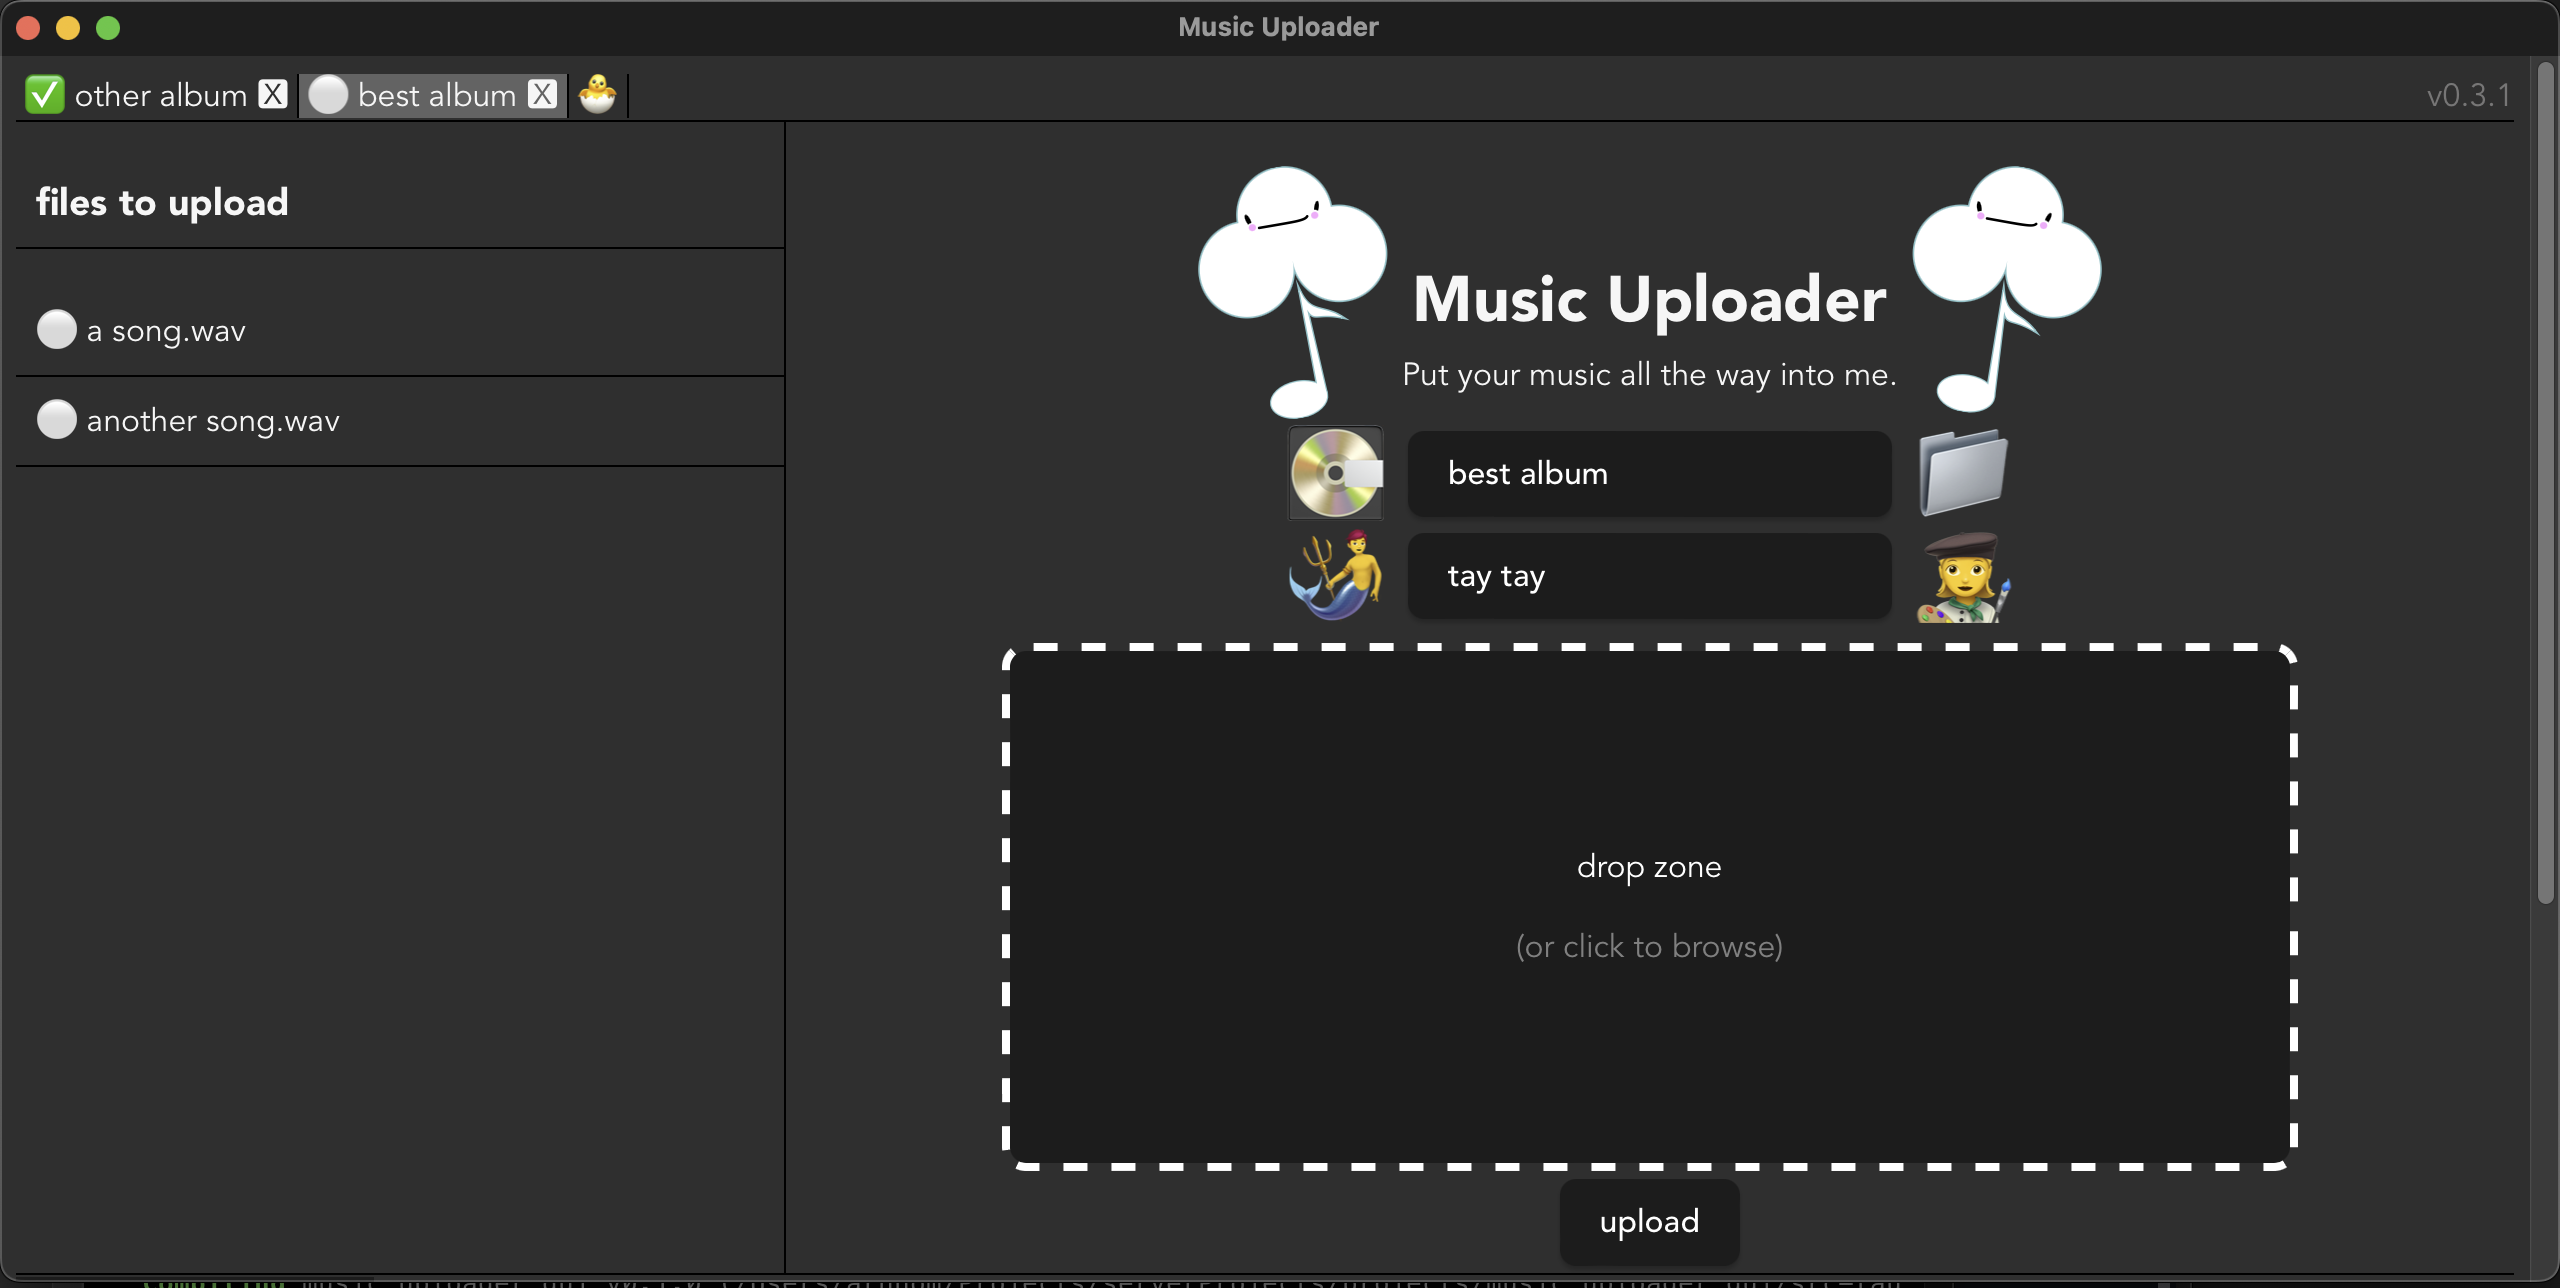 Music Uploader
other album X best album X
v0.3.1
files to upload
a song.wav
another song.wav
Music Uploader
Put your music all the way into me.
best album
tay tay
drop zone
(or click to browse)
upload